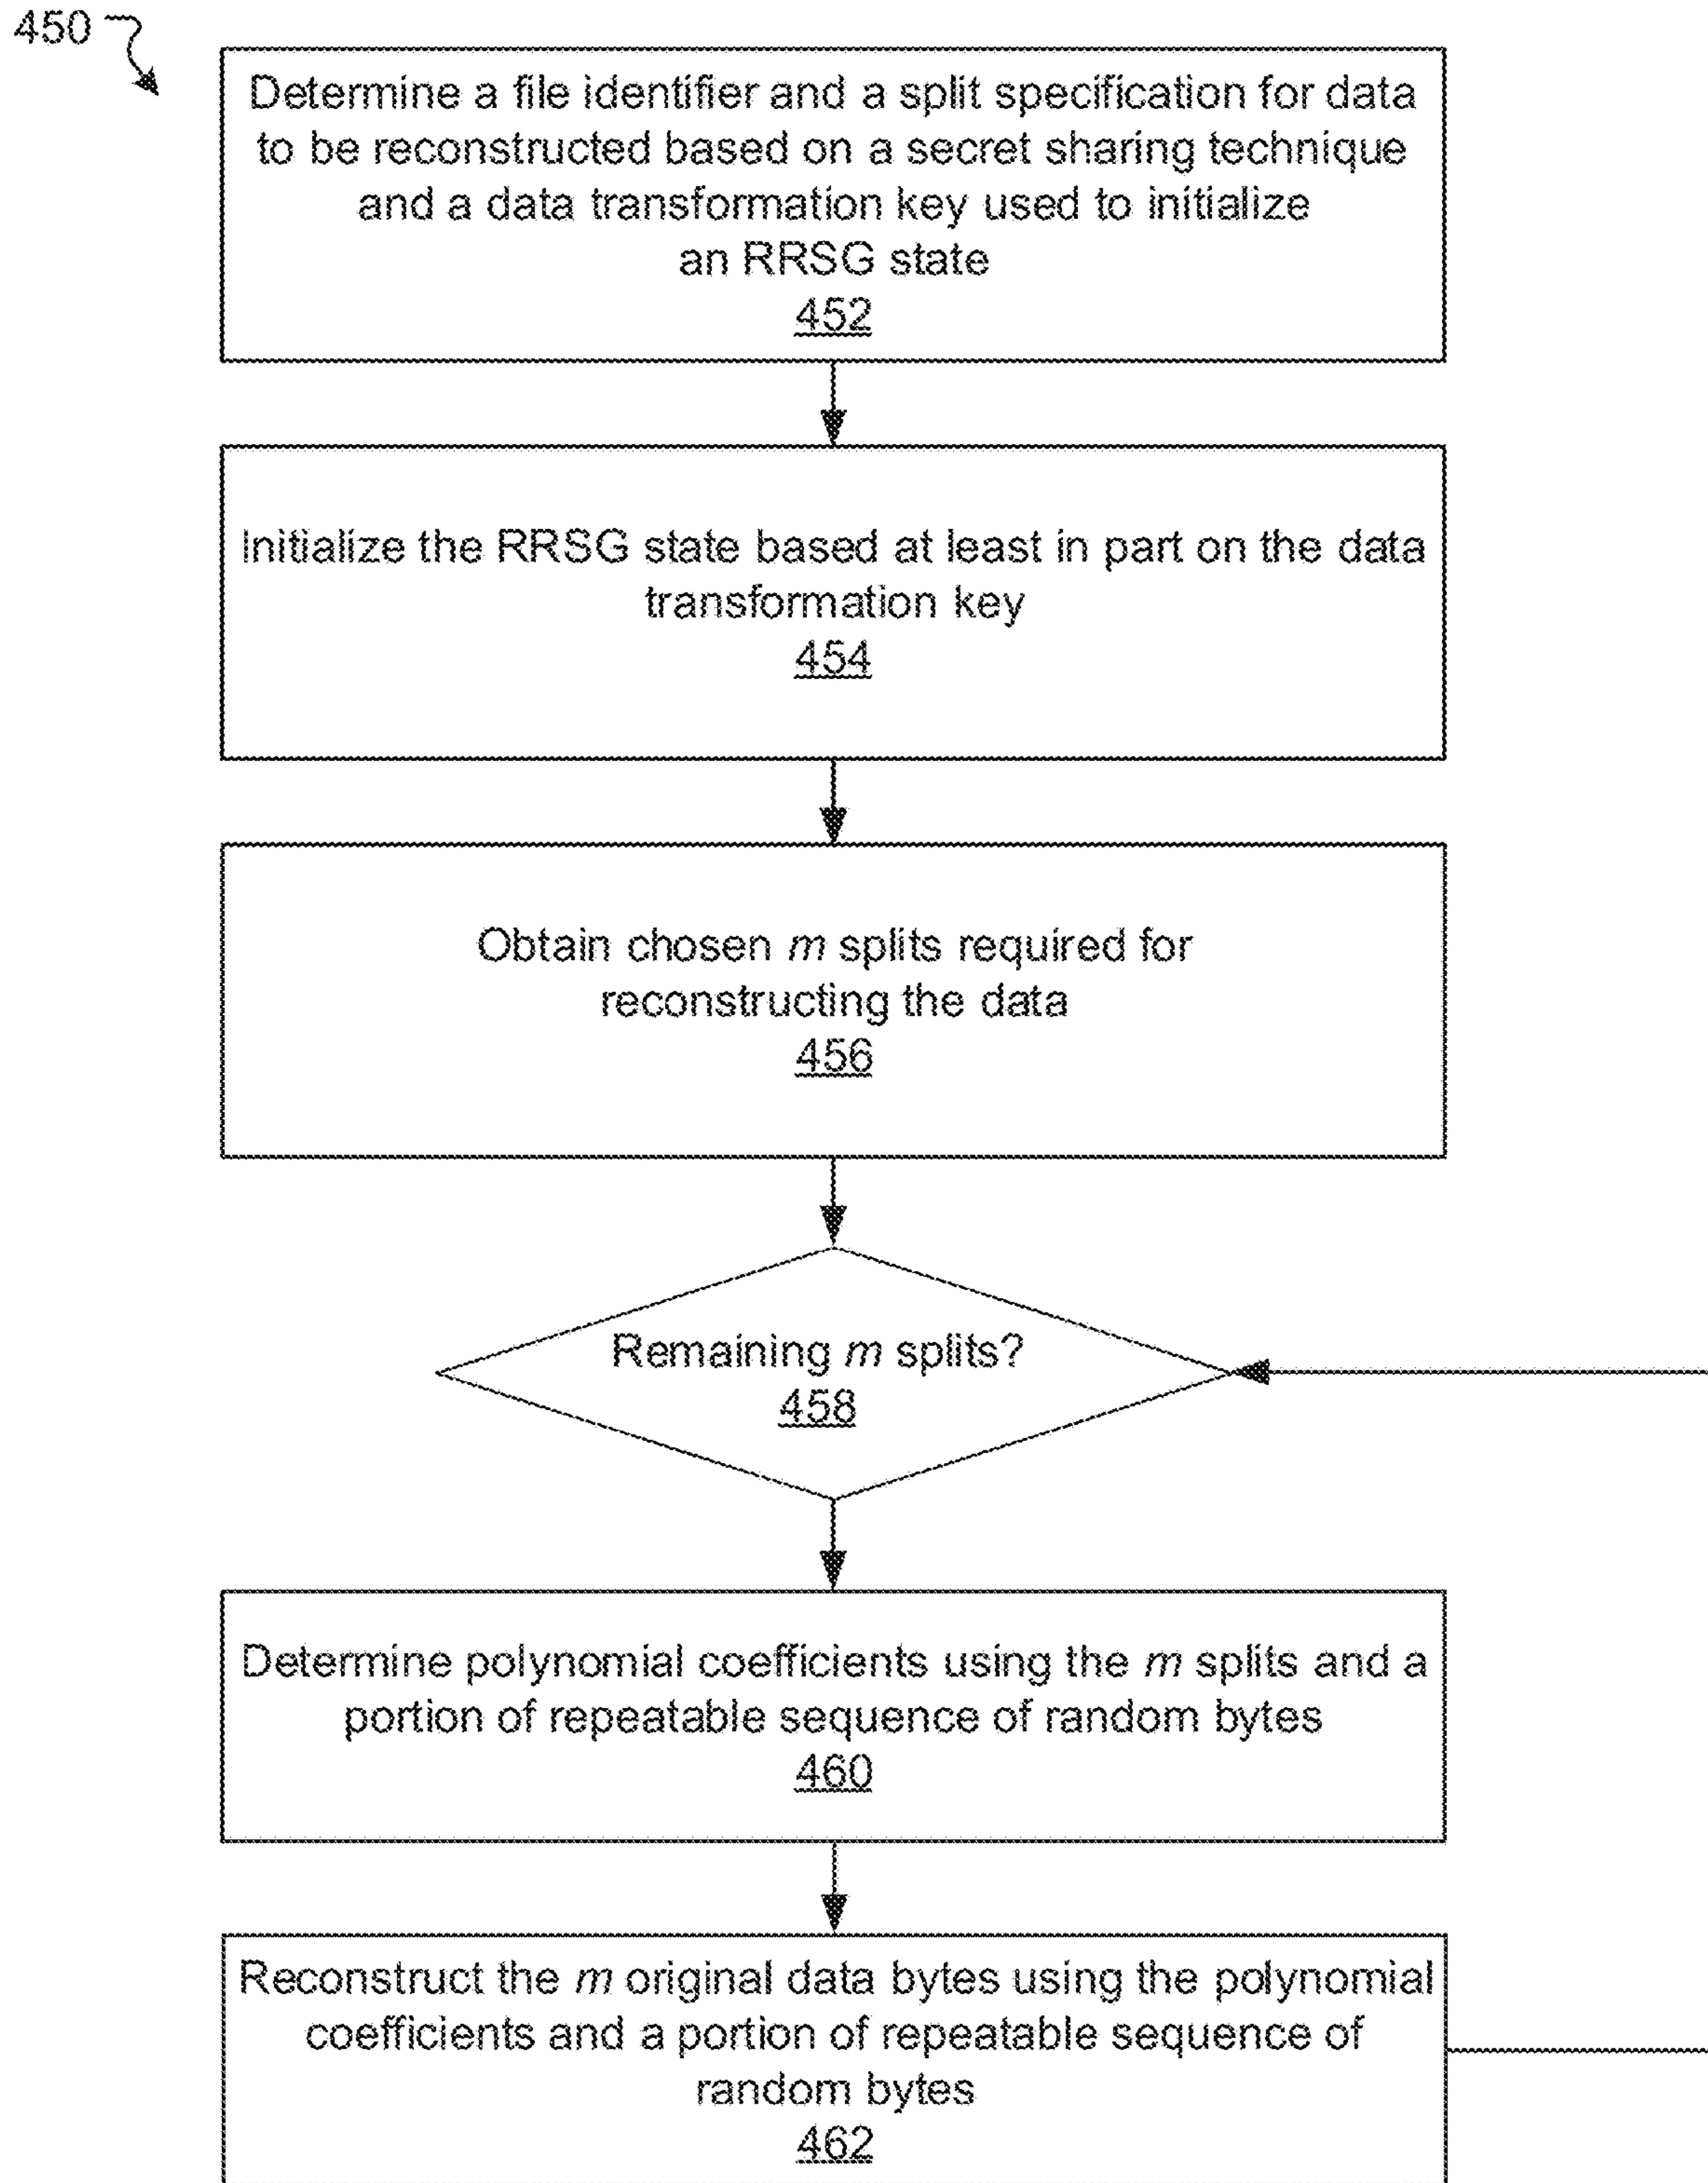 450
Determine a file identifier and a split specification for data
to be reconstructed based on a secret sharing technique
and a data transformation key used to initialize
an RRSG state
452
Initialize the RRSG state based at least in part on the data
transformation key
454
Obtain chosen m splits required for
reconstructing the data
456
Remaining m splits?
458
Determine polynomial coefficients using the m splits and a
portion of repeatable sequence of random bytes
460
Reconstruct the m original data bytes using the polynomial
coefficients and a portion of repeatable sequence of
random bytes
462